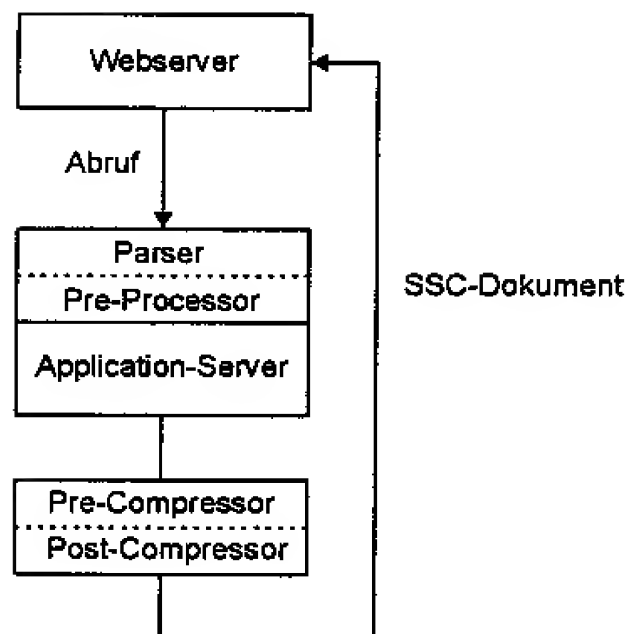 Webserver
Abruf
Parser
Pre-Processor
SSC-Dokument
Application-Server
Pre-Compressor
Post-Compressor